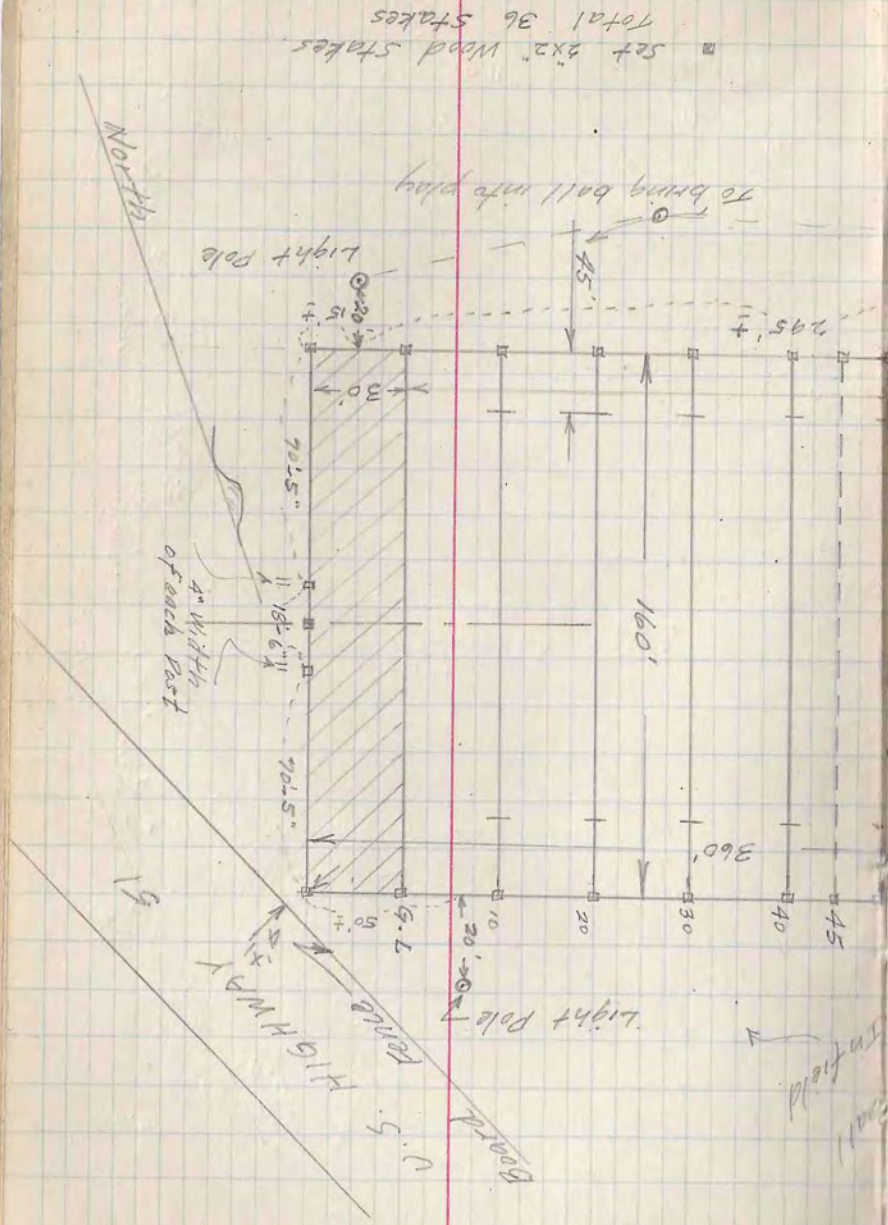 ■ Set 2"x2" Wood Stakes
Total 36 Stakes
To bring ball into play
45'
295' ±
Light Pole
20'
15 ±
North
30'
70'-5"
18'-6"
4" Width
of each Post
70'-5"
160'
360'
50' ±
G.L
10
20
30
40
45
20'
Light Pole
Infield
Board fence
4' ±
U.S. HIGHWAY
91